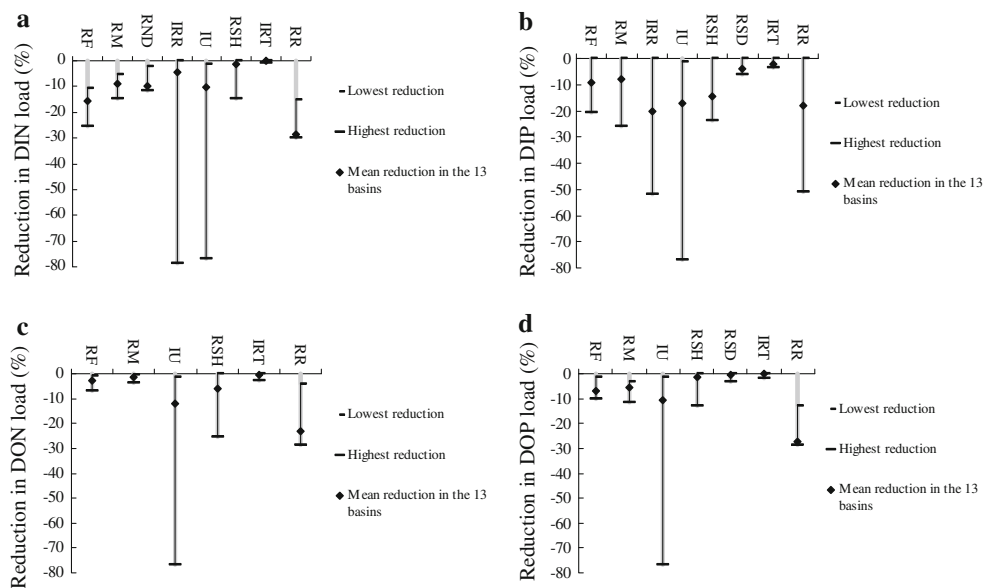 a
RF RM RND IRR IU RSH IRT RR
0
-10
-20
-30
-40
-50
-60
-70
-80
Reduction in DIN load (%)
Lowest reduction
Highest reduction
Mean reduction in the 13
basins
b
RF RM IRR IU RSH RSD IRT RR
0
-10
-20
-30
-40
-50
-60
-70
-80
Reduction in DIP load (%)
Lowest reduction
Highest reduction
Mean reduction in the 13
basins
c
RF RM IU RSH IRT RR
0
-10
-20
-30
-40
-50
-60
-70
-80
Reduction in DON load (%)
Lowest reduction
Highest reduction
Mean reduction in the 13
basins
d
RF RM IU RSH RSD IRT RR
0
-10
-20
-30
-40
-50
-60
-70
-80
Reduction in DOP load (%)
Lowest reduction
Highest reduction
Mean reduction in the 13
basins